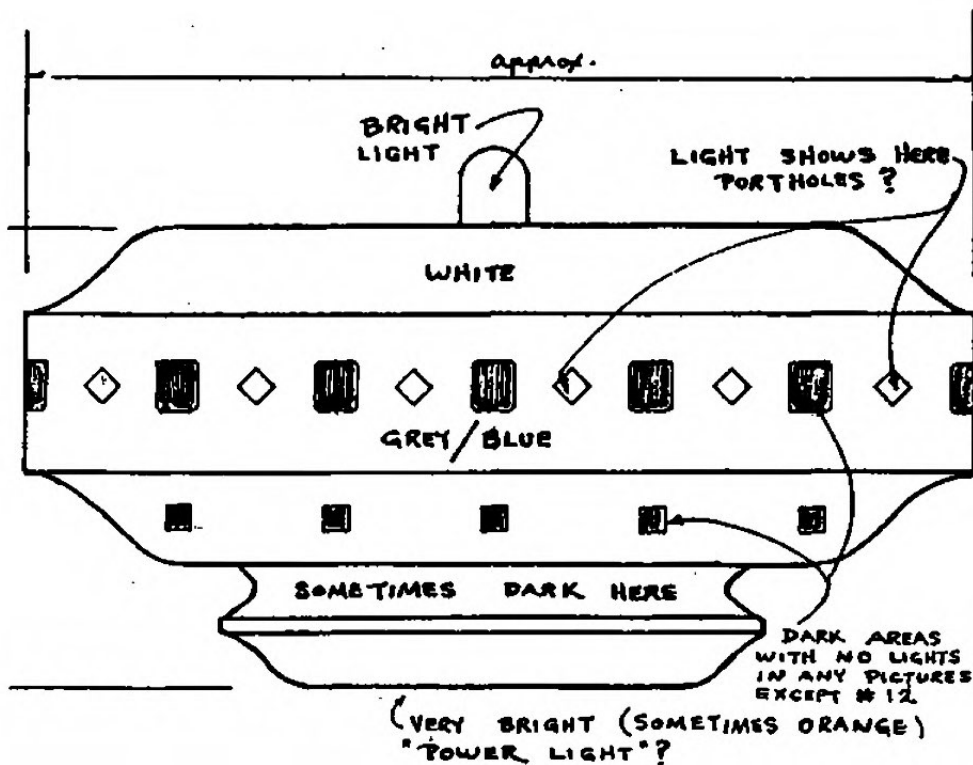 approx.
BRIGHT
LIGHT
LIGHT SHOWS HERE
PORTHOLES?
WHITE
GREY/BLUE
SOMETIMES DARK HERE
DARK AREAS
WITH NO LIGHTS
IN ANY PICTURES
EXCEPT #12
VERY BRIGHT (SOMETIMES ORANGE)
"POWER LIGHT"?